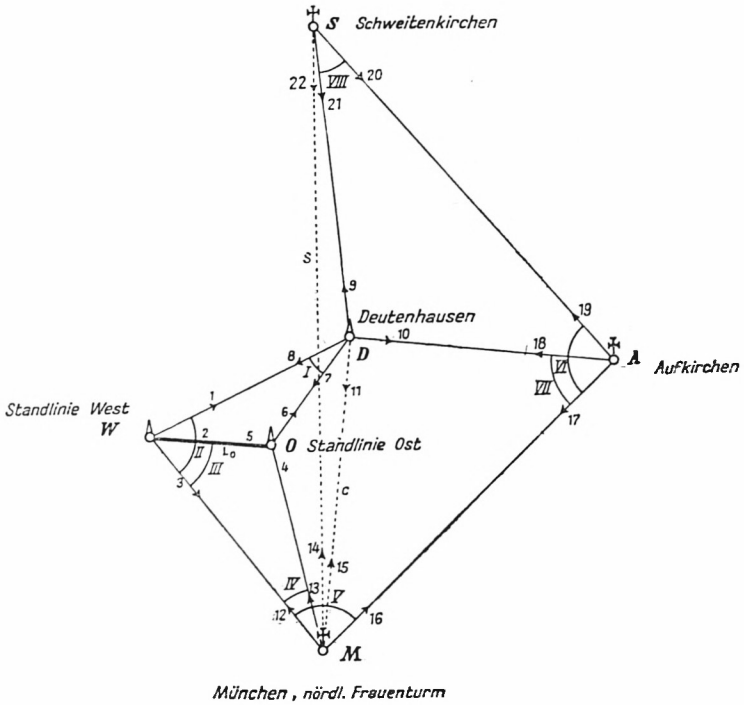 S Schweitenkirchen
22
VIII
20
21
S
9
Deutenhausen
19
8
D
10
18
A
I
7
VI
Aufkirchen
1
11
VII
Standlinie West
6
17
W
2
5
O Standlinie Ost
II
L₀
3
III
4
c
14
15
IV
13
V
12
16
M
München, nördl. Frauenturm